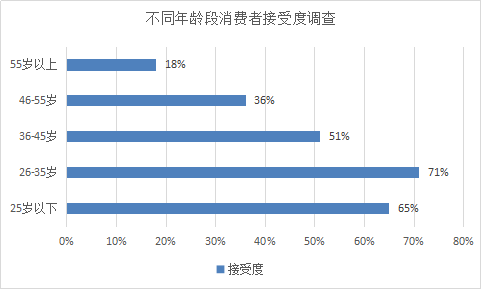 不同年龄段消费者接受度调查
55岁以上 18%
46-55岁 36%
36-45岁 51%
26-35岁 71%
25岁以下 65%
0% 10% 20% 30% 40% 50% 60% 70% 80%
接受度